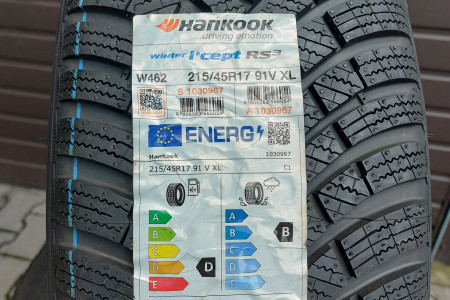 HANKOOK
driving emotion
winter i*cept RS3
W462 215/45R17 91V XL
S 1030967
A 1030967
ENERG
Hankook 1030967
215/45R17 91 V XL C1
A A
B B B
C C
D D D
E E